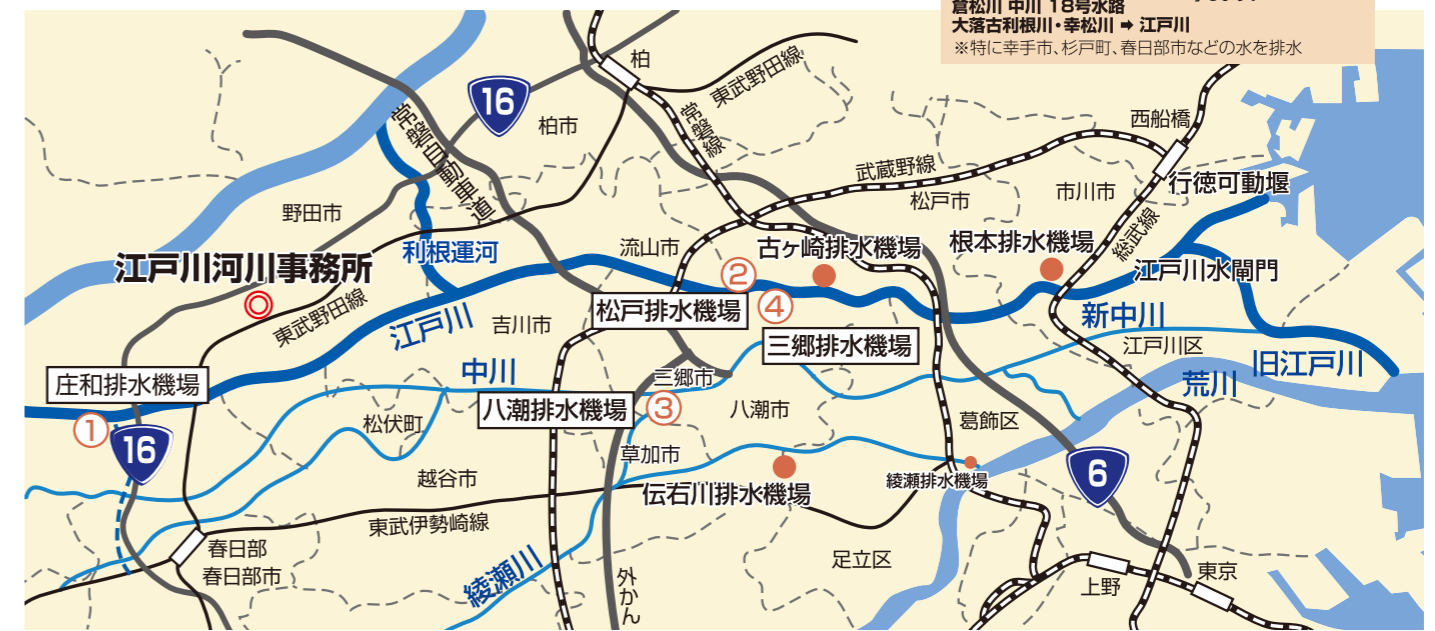 倉松川 中川 18号水路
大落古利根川・幸松川 ➡ 江戸川
※特に幸手市、杉戸町、春日部市などの水を排水
柏
東武野田線
16
常磐線
柏市
常磐自動車道
西船橋
武蔵野線
松戸市
市川市
行徳可動堰
野田市
総武線
利根運河
流山市
古ヶ崎排水機場
根本排水機場
江戸川河川事務所
江戸川水閘門
②
④
東武野田線
松戸排水機場
江戸川
吉川市
新中川
三郷排水機場
江戸川区
旧江戸川
庄和排水機場
中川
三郷市
荒川
八潮排水機場
③
八潮市
松伏町
葛飾区
①
16
草加市
越谷市
6
綾瀬排水機場
伝右川排水機場
東武伊勢崎線
春日部
春日部市
綾瀬川
足立区
外かん
上野
東京